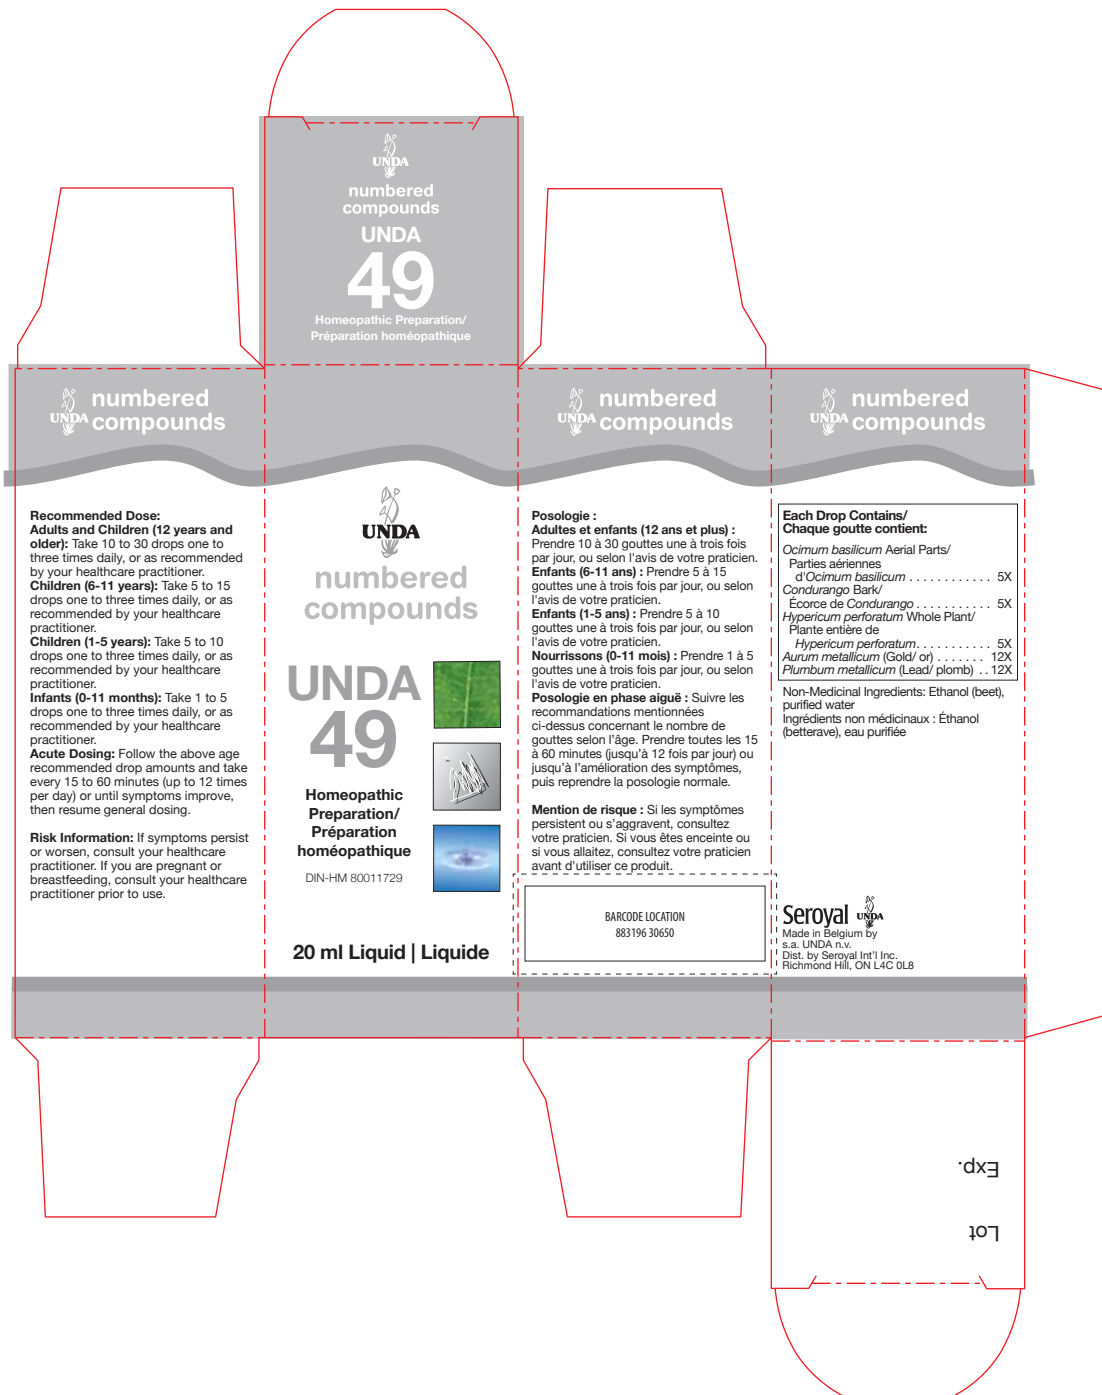 UNDA
numbered
compounds
UNDA
49
Homeopathic Preparation/
Préparation homéopathique
UNDA
numbered
compounds
Recommended Dose:
Adults and Children (12 years and
older): Take 10 to 30 drops one to
three times daily, or as recommended
by your healthcare practitioner.
Children (6-11 years): Take 5 to 15
drops one to three times daily, or as
recommended by your healthcare
practitioner.
Children (1-5 years): Take 5 to 10
drops one to three times daily, or as
recommended by your healthcare
practitioner.
Infants (0-11 months): Take 1 to 5
drops one to three times daily, or as
recommended by your healthcare
practitioner.
Acute Dosing: Follow the above age
recommended drop amounts and take
every 15 to 60 minutes (up to 12 times
per day) or until symptoms improve,
then resume general dosing.
Risk Information: If symptoms persist
or worsen, consult your healthcare
practitioner. If you are pregnant or
breastfeeding, consult your healthcare
practitioner prior to use.
UNDA
numbered
compounds
UNDA
49
Homeopathic
Preparation/
Préparation
homéopathique
DIN-HM 80011729
20 ml Liquid | Liquide
UNDA
numbered
compounds
Posologie :
Adultes et enfants (12 ans et plus) :
Prendre 10 à 30 gouttes une à trois fois
par jour, ou selon l'avis de votre praticien.
Enfants (6-11 ans) : Prendre 5 à 15
gouttes une à trois fois par jour, ou selon
l'avis de votre praticien.
Enfants (1-5 ans) : Prendre 5 à 10
gouttes une à trois fois par jour, ou selon
l'avis de votre praticien.
Nourrissons (0-11 mois) : Prendre 1 à 5
gouttes une à trois fois par jour, ou selon
l'avis de votre praticien.
Posologie en phase aiguë : Suivre les
recommandations mentionnées
ci-dessus concernant le nombre de
gouttes selon l'âge. Prendre toutes les 15
à 60 minutes (jusqu'à 12 fois par jour) ou
jusqu'à l'amélioration des symptômes,
puis reprendre la posologie normale.
Mention de risque : Si les symptômes
persistent ou s'aggravent, consultez
votre praticien. Si vous êtes enceinte ou
si vous allaitez, consultez votre praticien
avant d'utiliser ce produit.
BARCODE LOCATION
883196 30650
UNDA
numbered
compounds
Each Drop Contains/
Chaque goutte contient:
Ocimum basilicum Aerial Parts/
Parties aériennes
d'Ocimum basilicum . . . . . . . . . . . . 5X
Condurango Bark/
Écorce de Condurango . . . . . . . . . . . 5X
Hypericum perforatum Whole Plant/
Plante entière de
Hypericum perforatum. . . . . . . . . . . 5X
Aurum metallicum (Gold/ or) . . . . . . . 12X
Plumbum metallicum (Lead/ plomb) . . 12X
Non-Medicinal Ingredients: Ethanol (beet),
purified water
Ingrédients non médicinaux : Éthanol
(betterave), eau purifiée
Seroyal UNDA
Made in Belgium by
s.a. UNDA n.v.
Dist. by Seroyal Int'l Inc.
Richmond Hill, ON L4C 0L8
Exp.
Lot